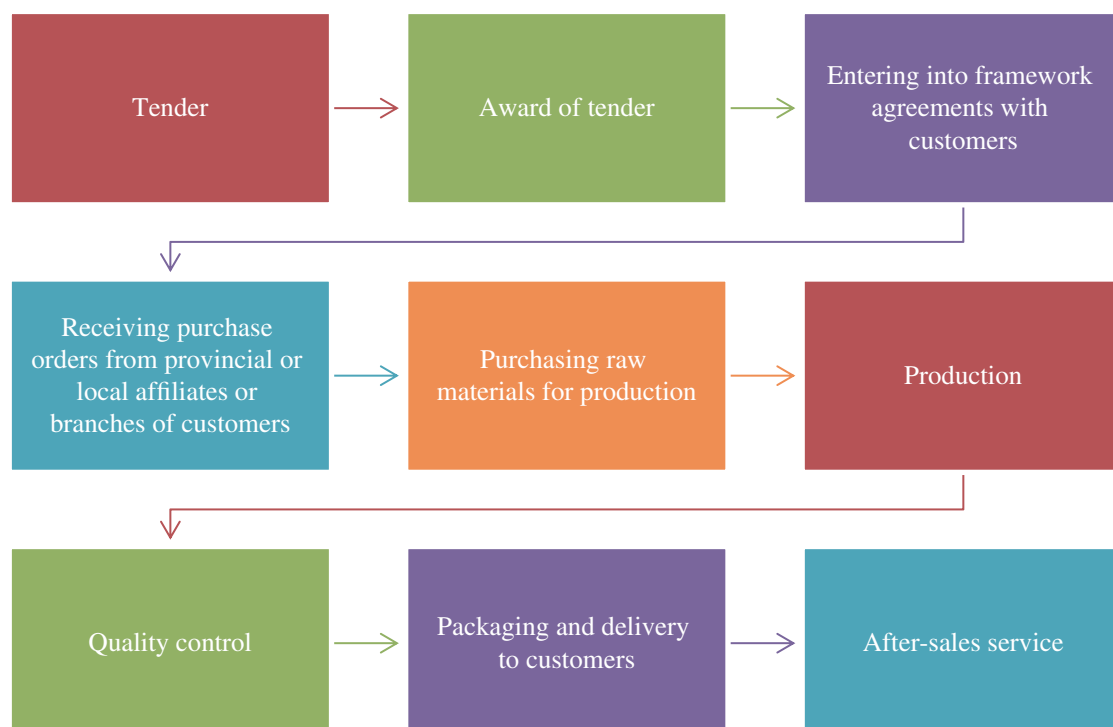 Tender
Award of tender
Entering into framework
agreements with
customers
Receiving purchase
orders from provincial or
local affiliates or
branches of customers
Purchasing raw
materials for production
Production
Quality control
Packaging and delivery
to customers
After-sales service